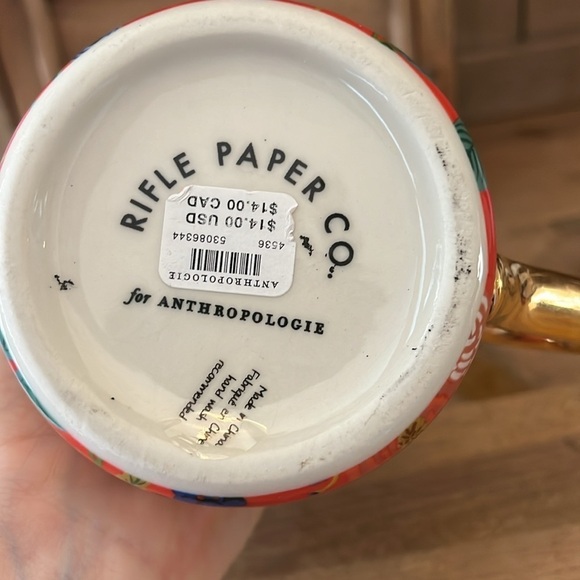 RIFLE PAPER CO.
ANTHROPOLOGIE
4536 53086344
$14.00 USD
$14.00 CAD
for ANTHROPOLOGIE
Made in China
Fabriqué en Chine
hand wash
recommended